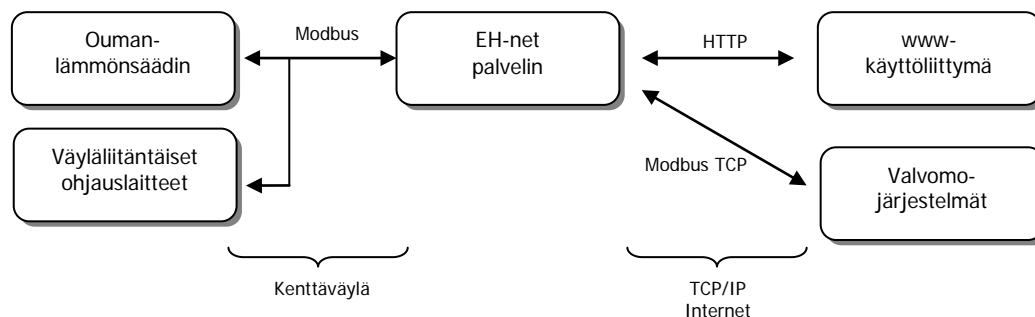 Ouman-
lämmönsäädin
Modbus
EH-net
palvelin
HTTP
www-
käyttöliittymä
Väyläliitäntäiset
ohjauslaitteet
Modbus TCP
Valvomo-
järjestelmät
Kenttäväylä
TCP/IP
Internet